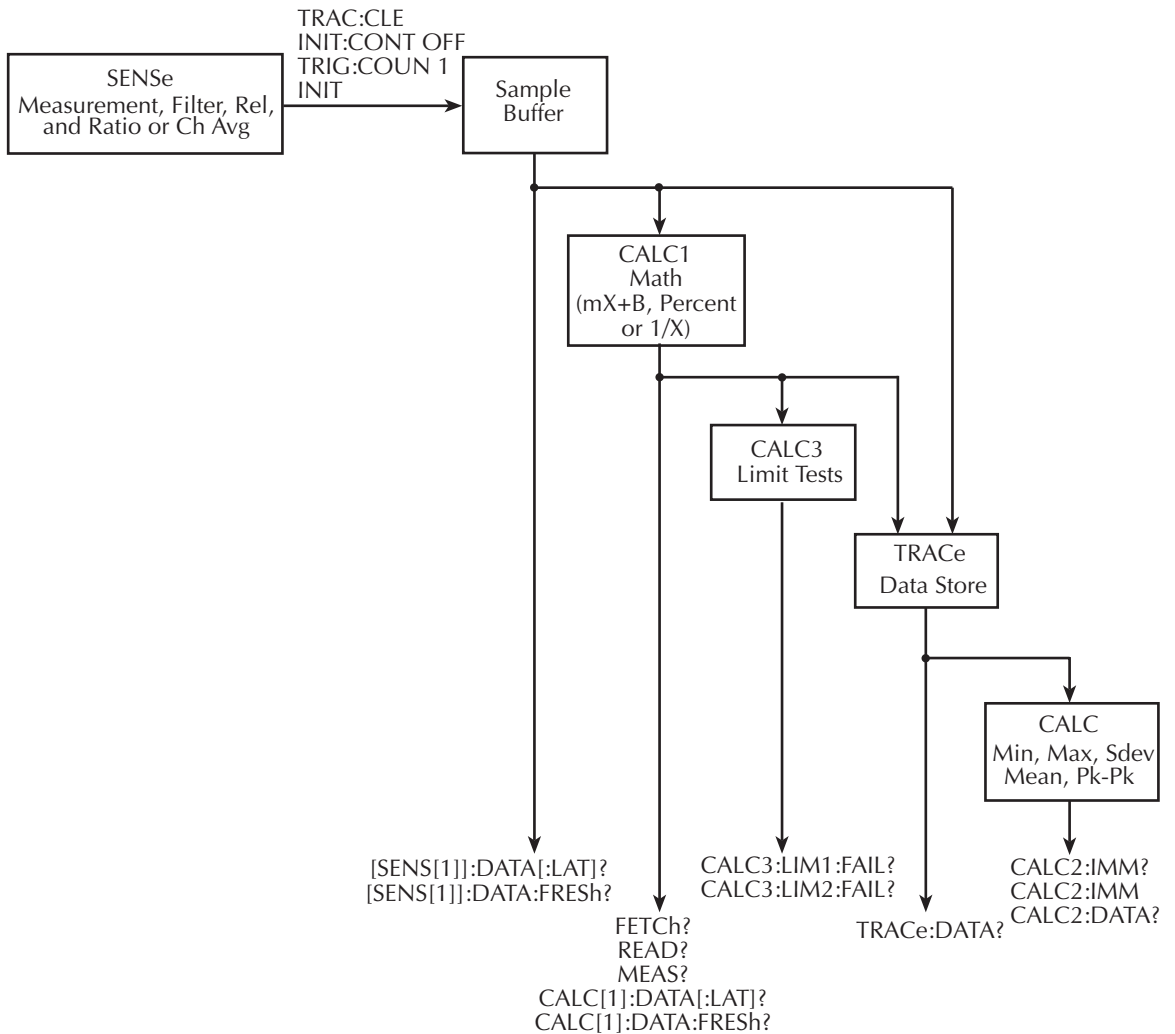 TRAC:CLE
INIT:CONT OFF
TRIG:COUN 1
INIT
SENSe
Measurement, Filter, Rel,
and Ratio or Ch Avg
Sample
Buffer
CALC1
Math
(mX+B, Percent
or 1/X)
CALC3
Limit Tests
TRACe
Data Store
CALC
Min, Max, Sdev
Mean, Pk-Pk
[SENS[1]]:DATA[:LAT]?
[SENS[1]]:DATA:FRESh?
FETCh?
READ?
MEAS?
CALC[1]:DATA[:LAT]?
CALC[1]:DATA:FRESh?
CALC3:LIM1:FAIL?
CALC3:LIM2:FAIL?
TRACe:DATA?
CALC2:IMM?
CALC2:IMM
CALC2:DATA?